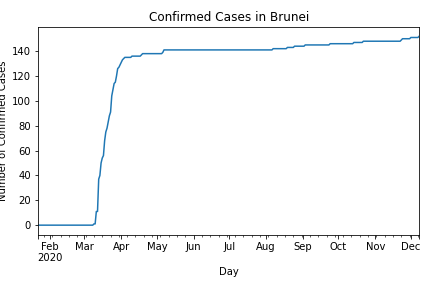 Confirmed Cases in Brunei
Number of Confirmed Cases
140
120
100
80
60
40
20
0
Feb Mar Apr May Jun Jul Aug Sep Oct Nov Dec
2020
Day